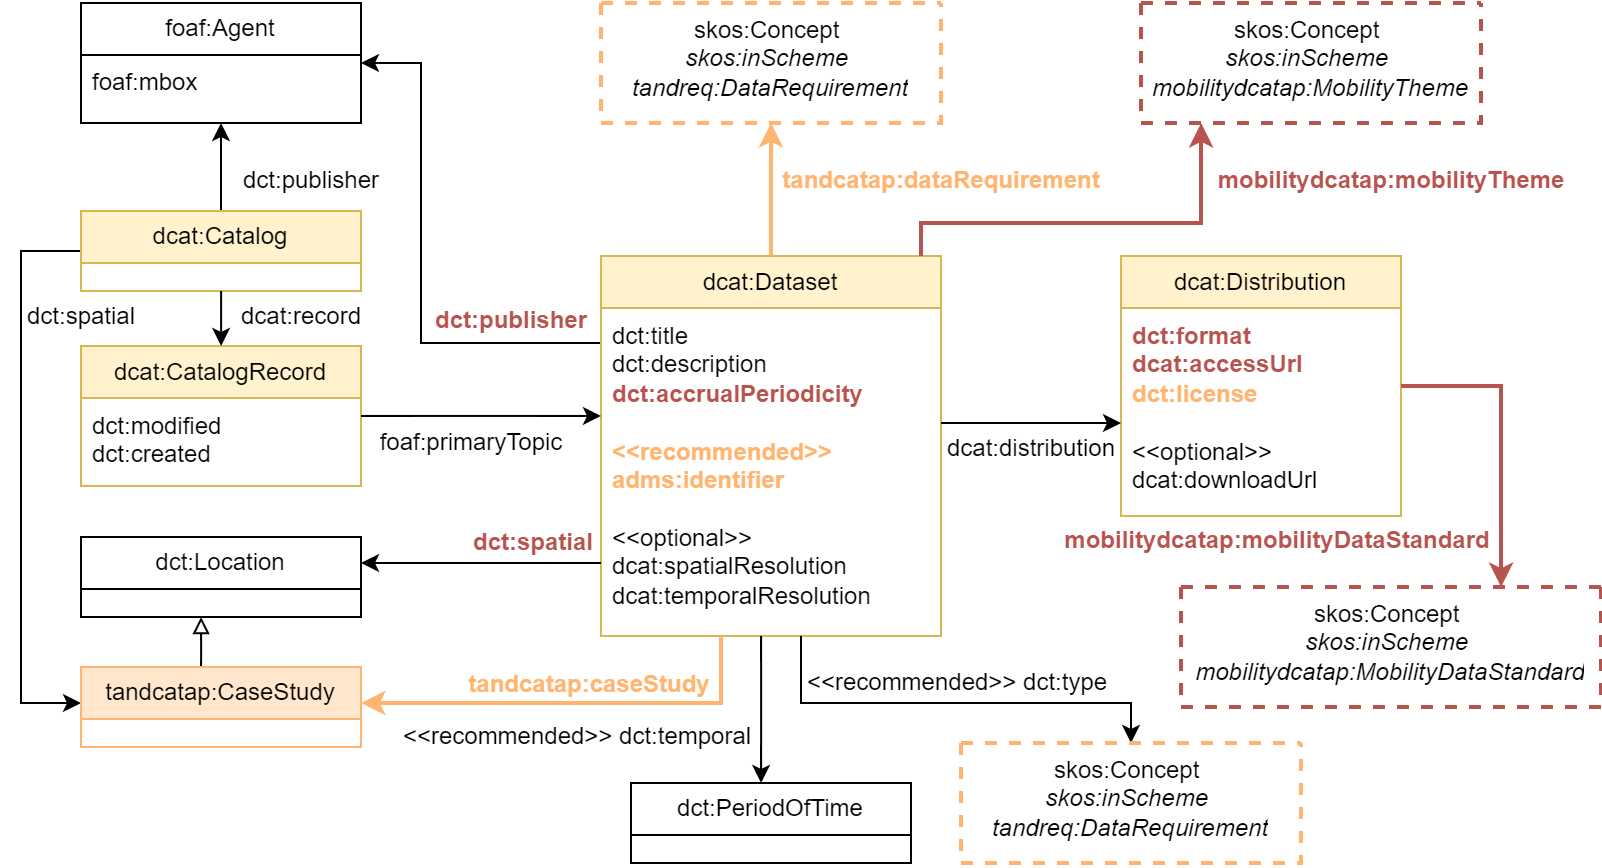 foaf:Agent
foaf:mbox
skos:Concept
skos:inScheme
tandreq:DataRequirement
skos:Concept
skos:inScheme
mobilitydcatap:MobilityTheme
dct:publisher
tandcatap:dataRequirement
mobilitydcatap:mobilityTheme
dcat:Catalog
dct:spatial
dcat:record
dct:publisher
dcat:CatalogRecord
dct:modified
dct:created
foaf:primaryTopic
dcat:Dataset
dct:title
dct:description
dct:accrualPeriodicity
<<recommended>>
adms:identifier
<<optional>>
dcat:spatialResolution
dcat:temporalResolution
dcat:distribution
dcat:Distribution
dct:format
dcat:accessUrl
dct:license
<<optional>>
dcat:downloadUrl
mobilitydcatap:mobilityDataStandard
dct:spatial
dct:Location
skos:Concept
skos:inScheme
mobilitydcatap:MobilityDataStandard
tandcatap:CaseStudy
tandcatap:caseStudy
<<recommended>> dct:type
<<recommended>> dct:temporal
skos:Concept
skos:inScheme
tandreq:DataRequirement
dct:PeriodOfTime